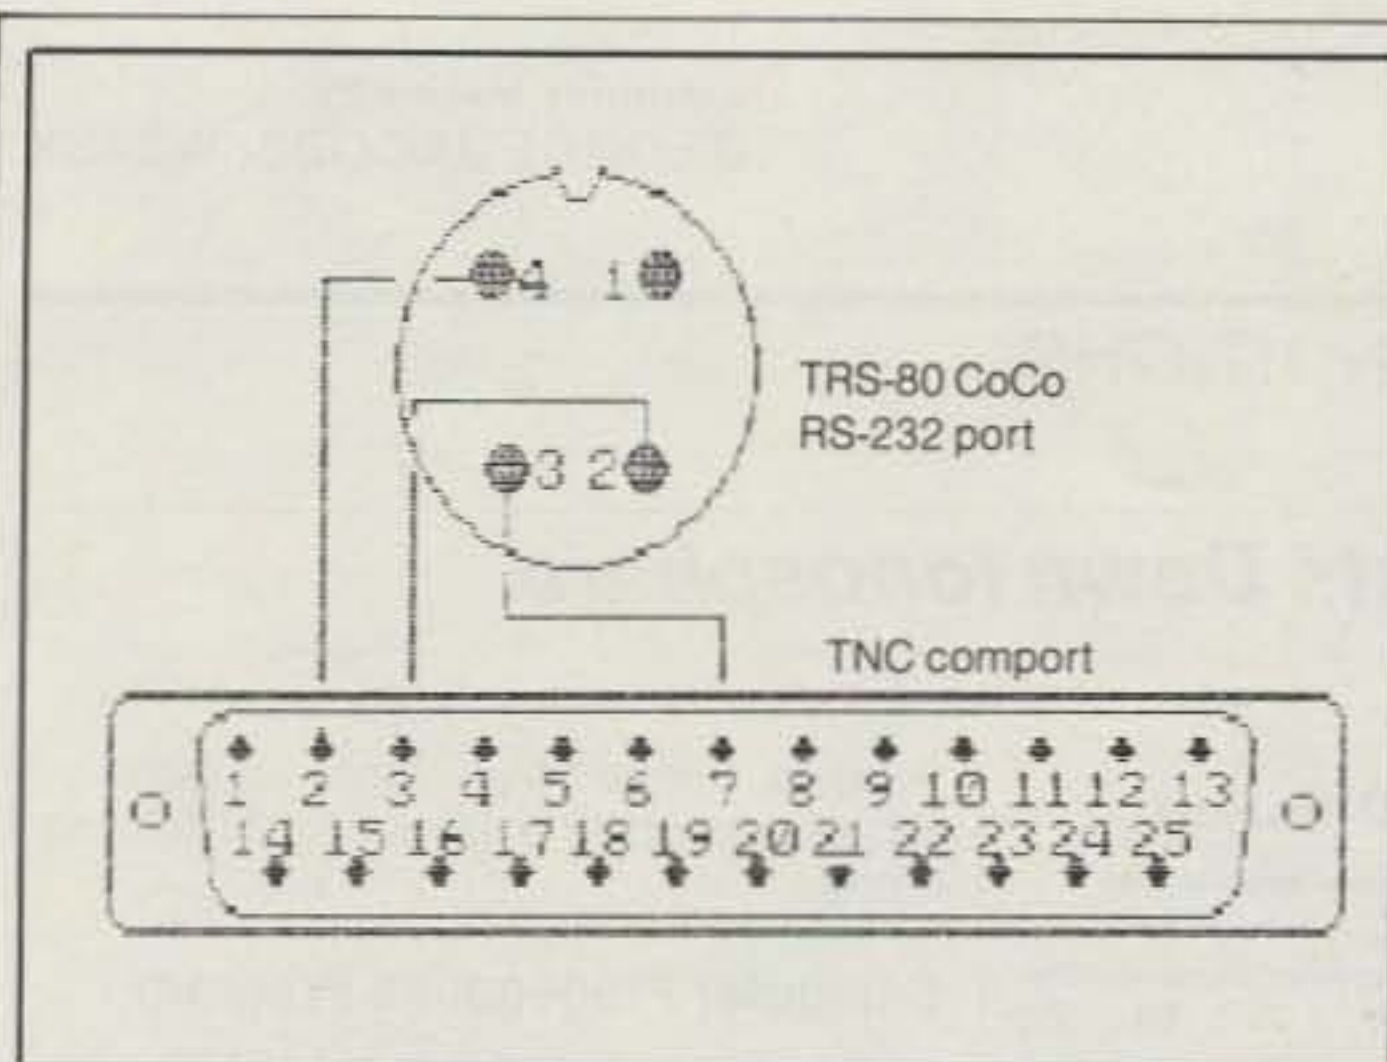 4 1
TRS-80 CoCo
RS-232 port
3 2
TNC comport
1 2 3 4 5 6 7 8 9 10 11 12 13
14 15 16 17 18 19 20 21 22 23 24 25